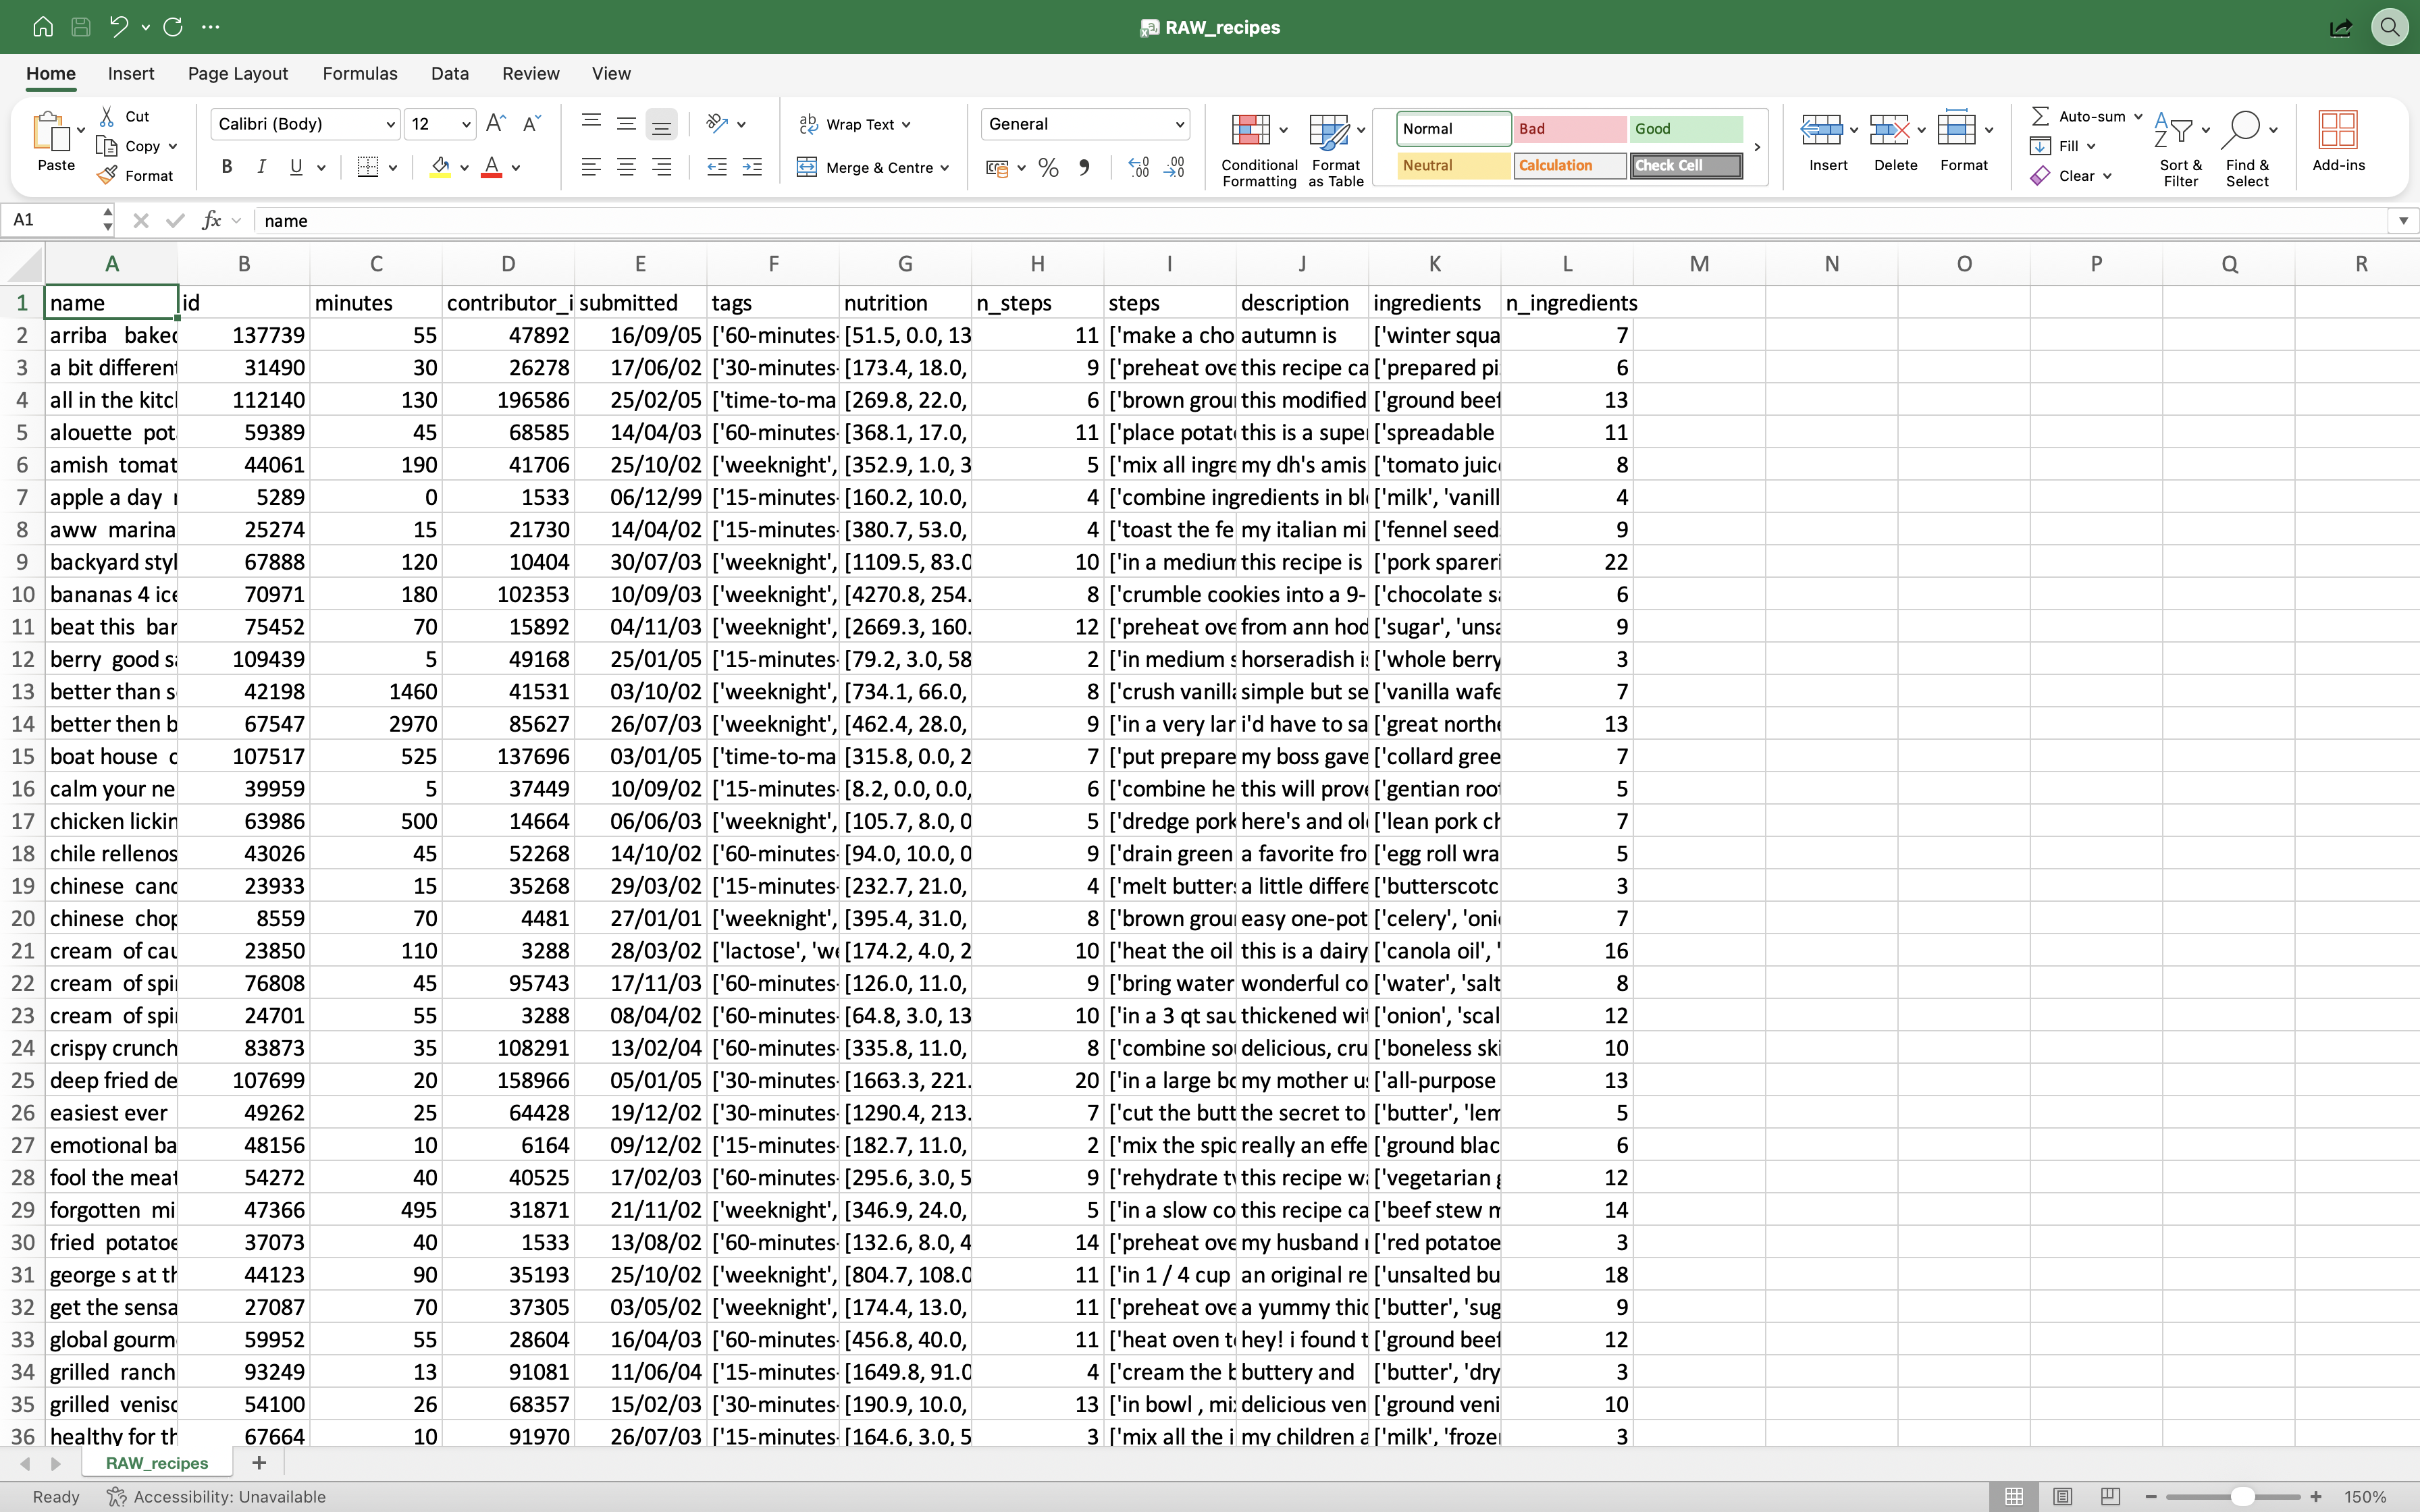 RAW_recipes
Home Insert Page Layout Formulas Data Review View
Paste Cut Copy Format
Calibri (Body) 12
B I U
Wrap Text
Merge & Centre
General
Conditional Formatting
Format as Table
Normal Bad Good
Neutral Calculation Check Cell
Insert Delete Format
Auto-sum
Fill
Clear
Sort & Filter
Find & Select
Add-ins
A1 fx name
A B C D E F G H I J K L M N O P Q R
1 name id minutes contributor_i submitted tags nutrition n_steps steps description ingredients n_ingredients
2 arriba baked 137739 55 47892 16/09/05 ['60-minutes- [51.5, 0.0, 13 11 ['make a cho autumn is ['winter squa 7
3 a bit different 31490 30 26278 17/06/02 ['30-minutes- [173.4, 18.0, 9 ['preheat ove this recipe ca ['prepared pi 6
4 all in the kitch 112140 130 196586 25/02/05 ['time-to-ma [269.8, 22.0, 6 ['brown grou this modified ['ground beef 13
5 alouette pot 59389 45 68585 14/04/03 ['60-minutes- [368.1, 17.0, 11 ['place potat this is a supe ['spreadable 11
6 amish tomat 44061 190 41706 25/10/02 ['weeknight', [352.9, 1.0, 3 5 ['mix all ingre my dh's amis ['tomato juic 8
7 apple a day 5289 0 1533 06/12/99 ['15-minutes- [160.2, 10.0, 4 ['combine ingredients in bl ['milk', 'vanill 4
8 aww marina 25274 15 21730 14/04/02 ['15-minutes- [380.7, 53.0, 4 ['toast the fe my italian mi ['fennel seed 9
9 backyard styl 67888 120 10404 30/07/03 ['weeknight', [1109.5, 83.0 10 ['in a medium this recipe is ['pork spareri 22
10 bananas 4 ice 70971 180 102353 10/09/03 ['weeknight', [4270.8, 254. 8 ['crumble cookies into a 9- ['chocolate sa 6
11 beat this bar 75452 70 15892 04/11/03 ['weeknight', [2669.3, 160. 12 ['preheat ove from ann hod ['sugar', 'unsa 9
12 berry good sa 109439 5 49168 25/01/05 ['15-minutes- [79.2, 3.0, 58 2 ['in medium s horseradish i ['whole berry 3
13 better than s 42198 1460 41531 03/10/02 ['weeknight', [734.1, 66.0, 8 ['crush vanilla simple but se ['vanilla wafe 7
14 better then b 67547 2970 85627 26/07/03 ['weeknight', [462.4, 28.0, 9 ['in a very lar i'd have to sa ['great northe 13
15 boat house c 107517 525 137696 03/01/05 ['time-to-ma [315.8, 0.0, 2 7 ['put prepare my boss gave ['collard gree 7
16 calm your ne 39959 5 37449 10/09/02 ['15-minutes- [8.2, 0.0, 0.0, 6 ['combine he this will prove ['gentian root 5
17 chicken lickin 63986 500 14664 06/06/03 ['weeknight', [105.7, 8.0, 0 5 ['dredge pork here's and ol ['lean pork ch 7
18 chile rellenos 43026 45 52268 14/10/02 ['60-minutes- [94.0, 10.0, 0 9 ['drain green a favorite fro ['egg roll wra 5
19 chinese canc 23933 15 35268 29/03/02 ['15-minutes- [232.7, 21.0, 4 ['melt butters a little differe ['butterscotc 3
20 chinese chop 8559 70 4481 27/01/01 ['weeknight', [395.4, 31.0, 8 ['brown grou easy one-pot ['celery', 'oni 7
21 cream of cau 23850 110 3288 28/03/02 ['lactose', 'we [174.2, 4.0, 2 10 ['heat the oil this is a dairy ['canola oil', ' 16
22 cream of spi 76808 45 95743 17/11/03 ['60-minutes- [126.0, 11.0, 9 ['bring water wonderful co ['water', 'salt 8
23 cream of spi 24701 55 3288 08/04/02 ['60-minutes- [64.8, 3.0, 13 10 ['in a 3 qt sau thickened wi ['onion', 'scal 12
24 crispy crunch 83873 35 108291 13/02/04 ['60-minutes- [335.8, 11.0, 8 ['combine so delicious, cru ['boneless ski 10
25 deep fried de 107699 20 158966 05/01/05 ['30-minutes- [1663.3, 221. 20 ['in a large bo my mother us ['all-purpose 13
26 easiest ever 49262 25 64428 19/12/02 ['30-minutes- [1290.4, 213. 7 ['cut the butt the secret to ['butter', 'lem 5
27 emotional ba 48156 10 6164 09/12/02 ['15-minutes- [182.7, 11.0, 2 ['mix the spic really an effe ['ground blac 6
28 fool the meat 54272 40 40525 17/02/03 ['60-minutes- [295.6, 3.0, 5 9 ['rehydrate tv this recipe wa ['vegetarian g 12
29 forgotten mi 47366 495 31871 21/11/02 ['weeknight', [346.9, 24.0, 5 ['in a slow co this recipe ca ['beef stew m 14
30 fried potatoe 37073 40 1533 13/08/02 ['60-minutes- [132.6, 8.0, 4 14 ['preheat ove my husband ['red potatoe 3
31 george s at th 44123 90 35193 25/10/02 ['weeknight', [804.7, 108.0 11 ['in 1 / 4 cup an original re ['unsalted bu 18
32 get the sensa 27087 70 37305 03/05/02 ['weeknight', [174.4, 13.0, 11 ['preheat ove a yummy thic ['butter', 'sug 9
33 global gourm 59952 55 28604 16/04/03 ['60-minutes- [456.8, 40.0, 11 ['heat oven t hey! i found t ['ground beef 12
34 grilled ranch 93249 13 91081 11/06/04 ['15-minutes- [1649.8, 91.0 4 ['cream the b buttery and ['butter', 'dry 3
35 grilled veniso 54100 26 68357 15/02/03 ['30-minutes- [190.9, 10.0, 13 ['in bowl , mi delicious ven ['ground veni 10
36 healthy for th 67664 10 91970 26/07/03 ['15-minutes- [164.6, 3.0, 5 3 ['mix all the i my children a ['milk', 'froze 3
RAW_recipes +
Ready Accessibility: Unavailable 150%